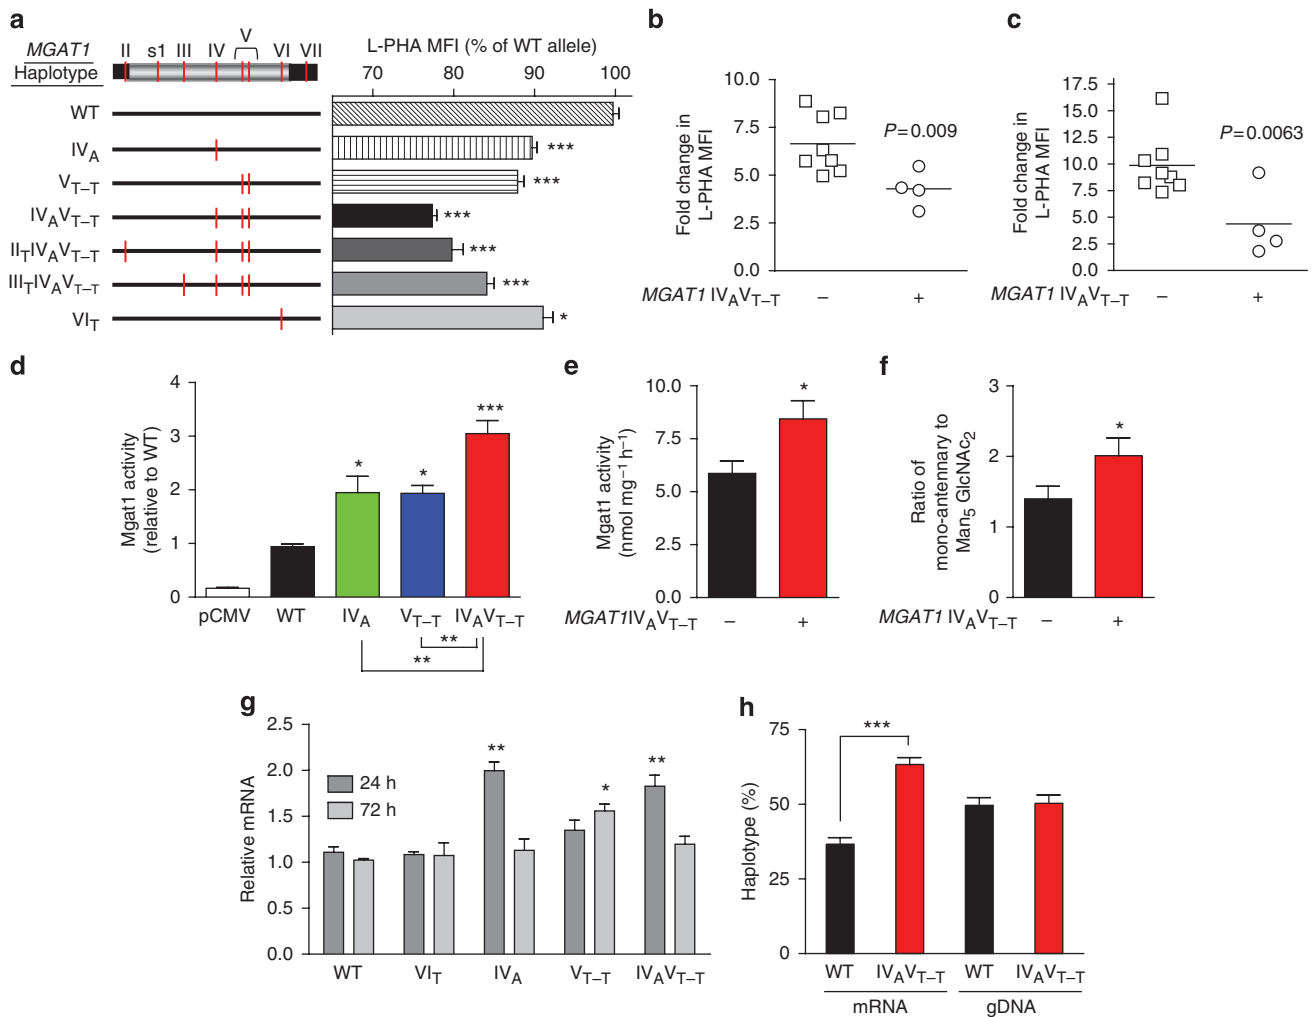 a
MGAT1
Haplotype
II s1 III IV V VI VII
L-PHA MFI (% of WT allele)
70 80 90 100
WT
IVA ***
VT–T ***
IVAVT–T ***
IITIVAVT–T ***
IIITIVAVT–T ***
VIT *
b
Fold change in
L-PHA MFI
10.0
7.5
5.0
2.5
0.0
P=0.009
MGAT1 IVAVT–T – +
c
Fold change in
L-PHA MFI
17.5
15.0
12.5
10.0
7.5
5.0
2.5
0.0
P=0.0063
MGAT1 IVAVT–T – +
d
Mgat1 activity
(relative to WT)
4
3
2
1
0
* * ***
pCMV WT IVA VT–T IVAVT–T
**
**
e
Mgat1 activity
(nmol mg–1 h–1)
10.0
7.5
5.0
2.5
0.0
*
MGAT1IVAVT–T – +
f
Ratio of
mono-antennary to
Man5 GlcNAc2
3
2
1
0
*
MGAT1 IVAVT–T – +
g
Relative mRNA
2.5
2.0
1.5
1.0
0.5
0.0
24 h
72 h
** * **
WT VIT IVA VT–T IVAVT–T
h
Haplotype (%)
75
50
25
0
***
WT IVAVT–T WT IVAVT–T
mRNA gDNA